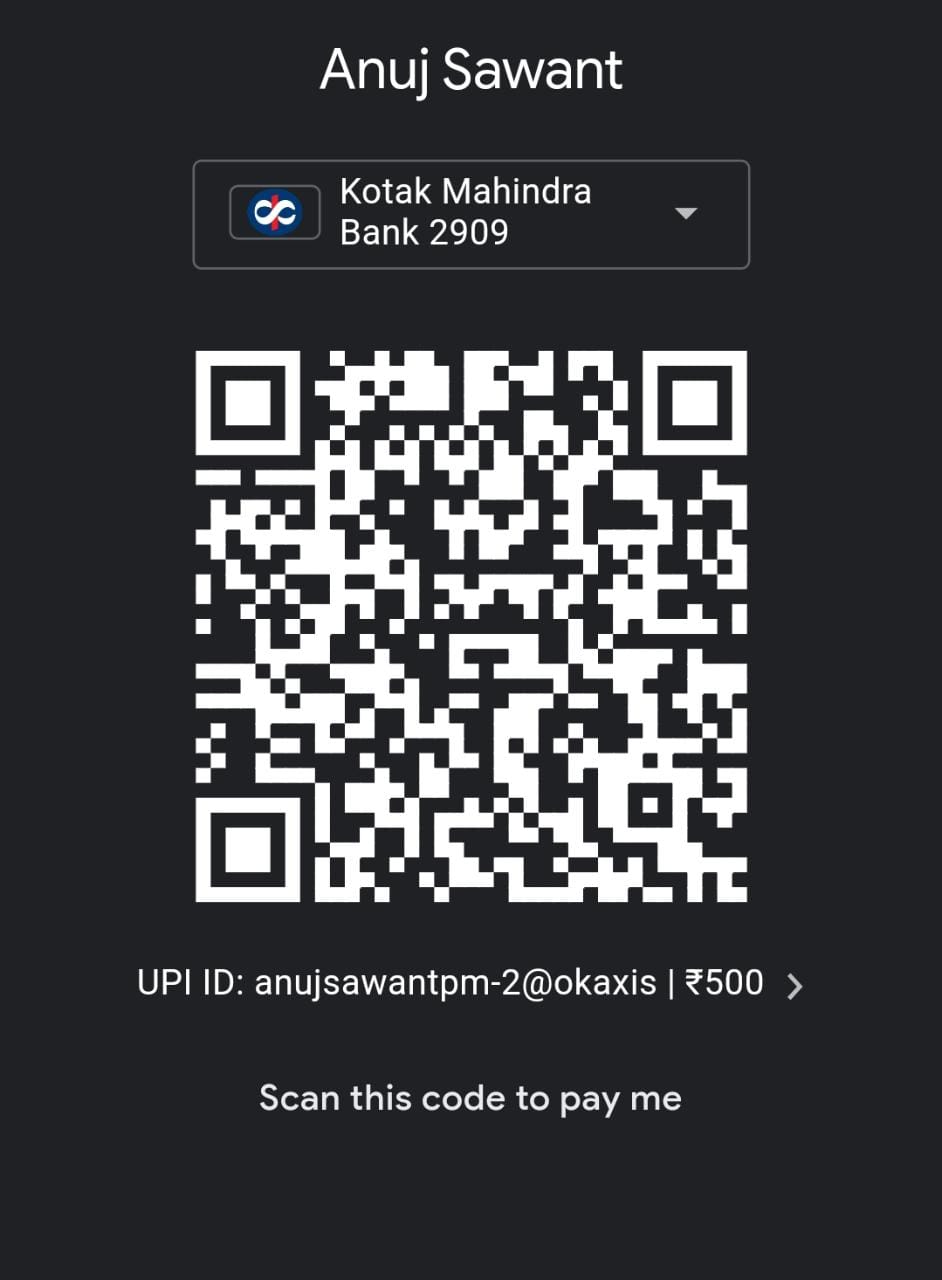 Anuj Sawant
Kotak Mahindra
Bank 2909
UPI ID: anujsawantpm-2@okaxis | ₹500
Scan this code to pay me